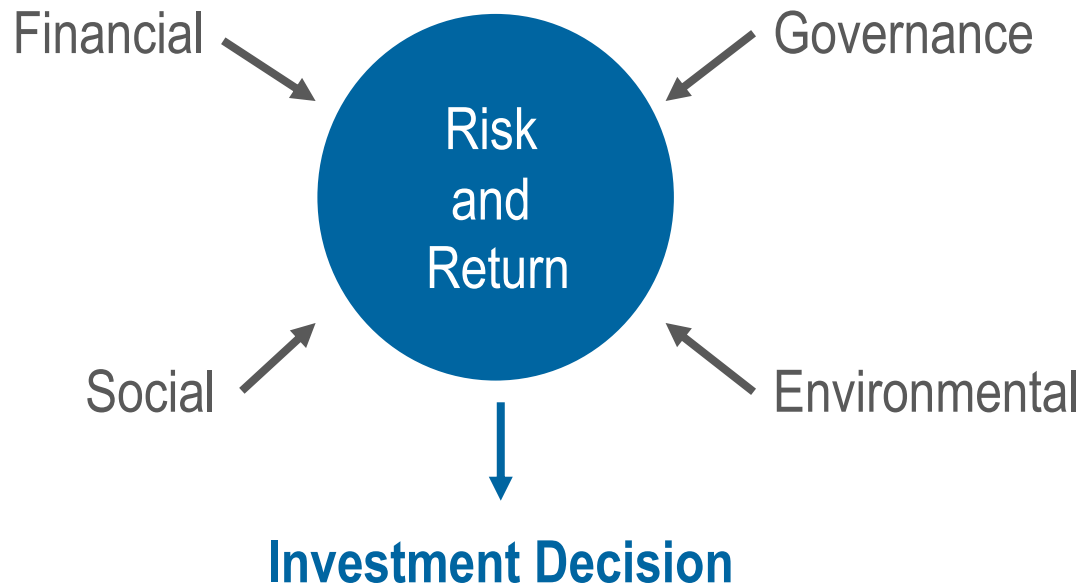 Financial
Governance
Risk
and
Return
Social
Environmental
Investment Decision